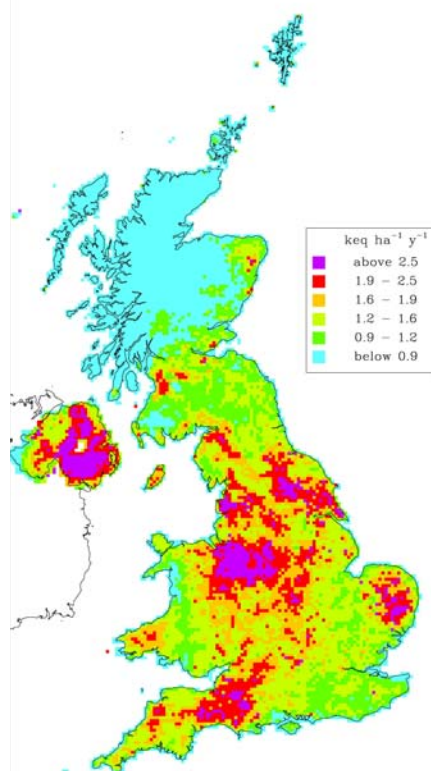 keq ha⁻¹ y⁻¹
above 2.5
1.9 − 2.5
1.6 − 1.9
1.2 − 1.6
0.9 − 1.2
below 0.9